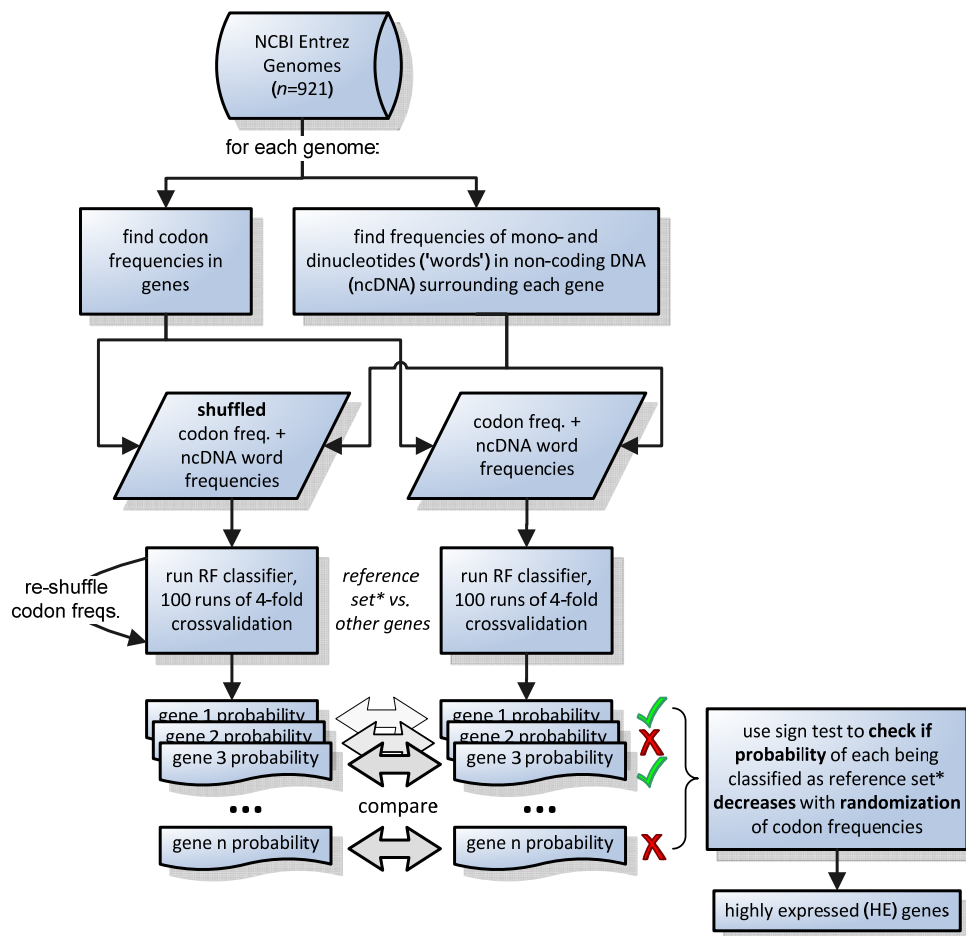 NCBI Entrez
Genomes
(n=921)
for each genome:
find codon
frequencies in
genes
find frequencies of mono- and
dinucleotides ('words') in non-coding DNA
(ncDNA) surrounding each gene
shuffled
codon freq. +
ncDNA word
frequencies
codon freq. +
ncDNA word
frequencies
re-shuffle
codon freqs.
run RF classifier,
100 runs of 4-fold
crossvalidation
reference
set* vs.
other genes
run RF classifier,
100 runs of 4-fold
crossvalidation
gene 1 probability
gene 2 probability
gene 3 probability
...
gene n probability
compare
gene 1 probability
gene 2 probability
gene 3 probability
...
gene n probability
use sign test to check if
probability of each being
classified as reference set*
decreases with randomization
of codon frequencies
highly expressed (HE) genes